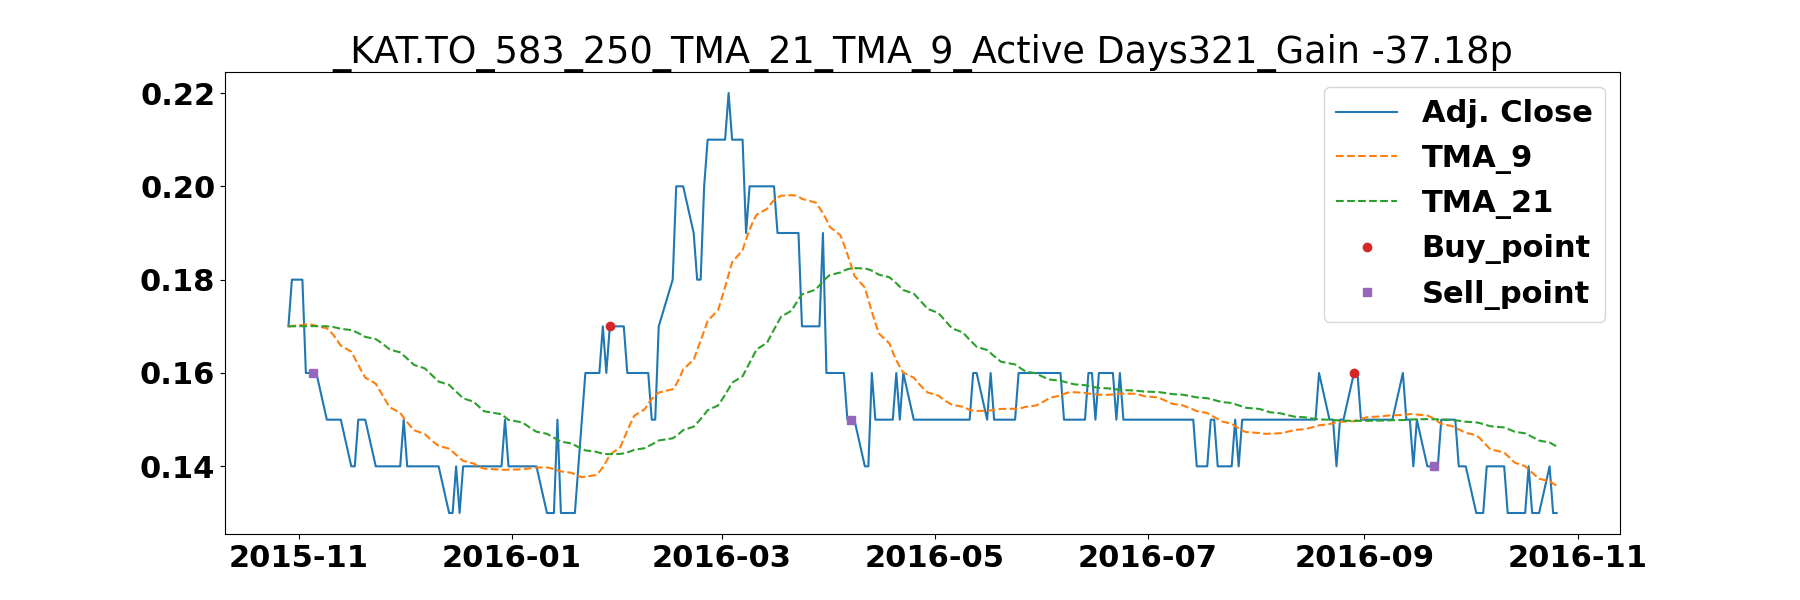 _KAT.TO_583_250_TMA_21_TMA_9_Active Days321_Gain -37.18p
0.22
0.20
0.18
0.16
0.14
Adj. Close
TMA_9
TMA_21
Buy_point
Sell_point
2015-11 2016-01 2016-03 2016-05 2016-07 2016-09 2016-11